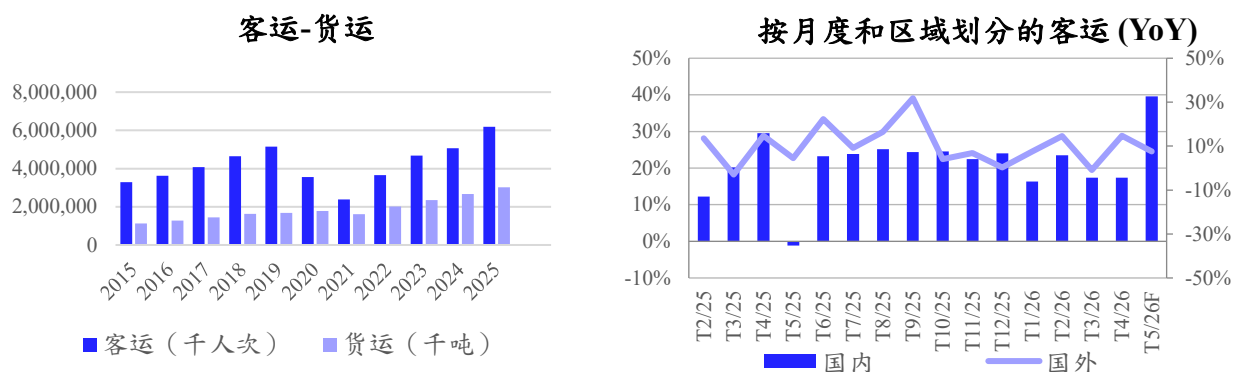 客运-货运
8,000,000
6,000,000
4,000,000
2,000,000
0
2015
2016
2017
2018
2019
2020
2021
2022
2023
2024
2025
客运（千人次）
货运（千吨）
按月度和区域划分的客运 (YoY)
50%
40%
30%
20%
10%
0%
-10%
50%
30%
10%
-10%
-30%
-50%
T2/25
T3/25
T4/25
T5/25
T6/25
T7/25
T8/25
T9/25
T10/25
T11/25
T12/25
T1/26
T2/26
T3/26
T4/26
T5/26F
国内
国外